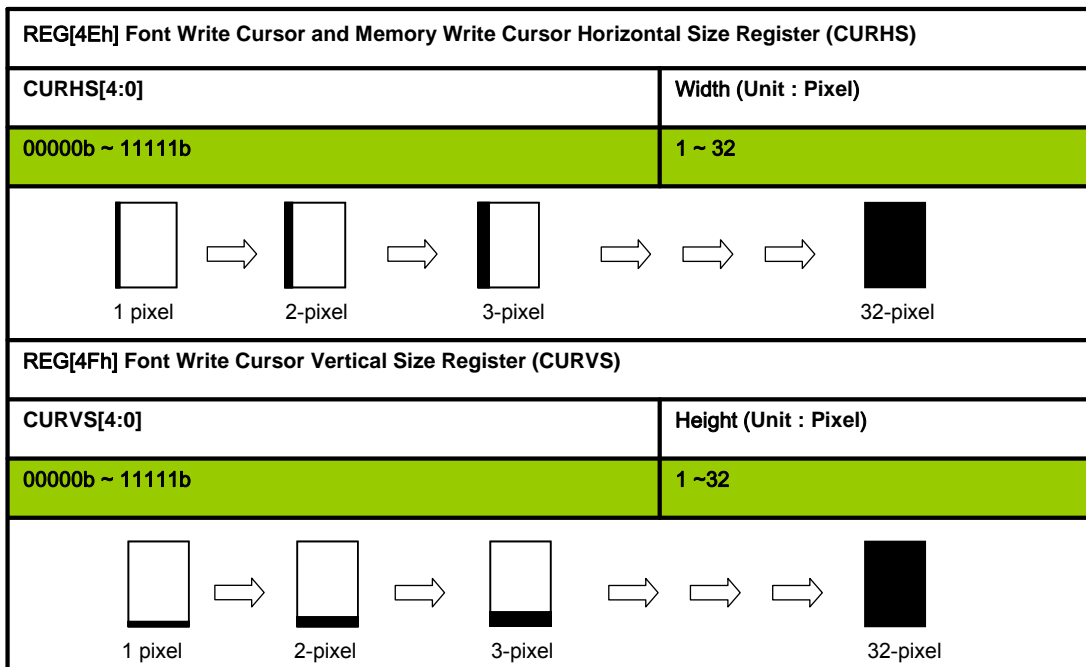 REG[4Eh] Font Write Cursor and Memory Write Cursor Horizontal Size Register (CURHS)
CURHS[4:0] Width (Unit : Pixel)
00000b ~ 11111b 1 ~ 32
1 pixel 2-pixel 3-pixel 32-pixel
REG[4Fh] Font Write Cursor Vertical Size Register (CURVS)
CURVS[4:0] Height (Unit : Pixel)
00000b ~ 11111b 1 ~32
1 pixel 2-pixel 3-pixel 32-pixel